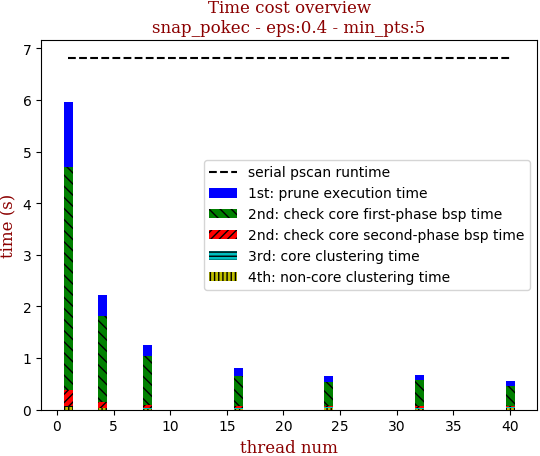 Time cost overview
snap_pokec - eps:0.4 - min_pts:5
7
6
5
4
3
2
1
0
time (s)
serial pscan runtime
1st: prune execution time
2nd: check core first-phase bsp time
2nd: check core second-phase bsp time
3rd: core clustering time
4th: non-core clustering time
0 5 10 15 20 25 30 35 40
thread num